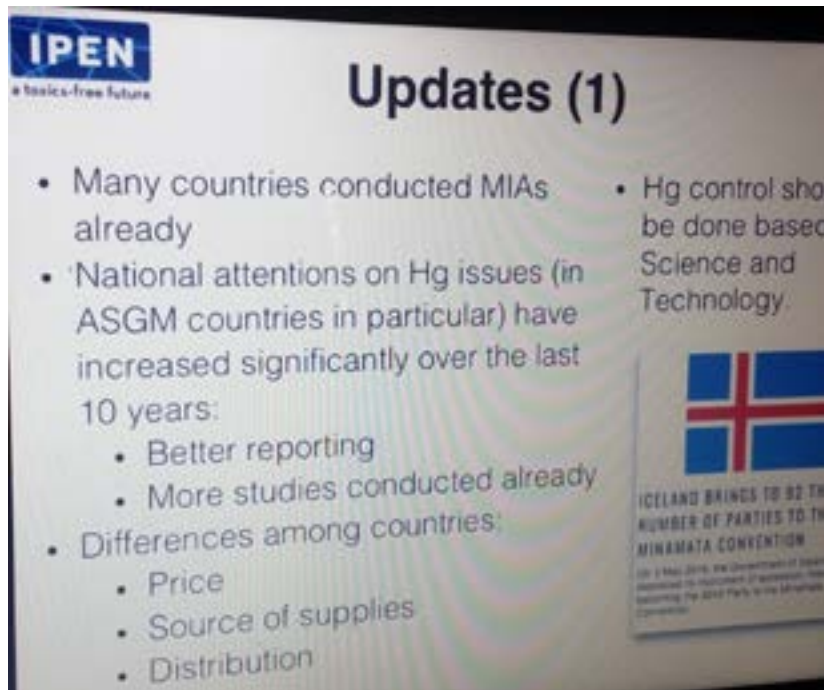 IPEN
a toxics-free future
Updates (1)
• Many countries conducted MIAs
already
• National attentions on Hg issues (in
ASGM countries in particular) have
increased significantly over the last
10 years:
• Better reporting
• More studies conducted already
• Differences among countries:
• Price
• Source of supplies
• Distribution
• Hg control sho
be done based
Science and
Technology.
ICELAND BRINGS TO 92 TH
NUMBER OF PARTIES TO TH
MINAMATA CONVENTION